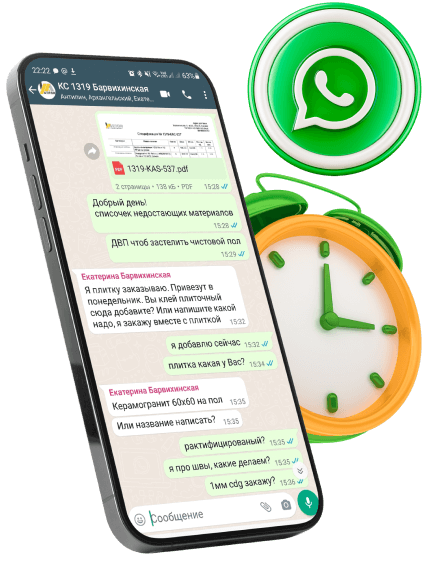 22:22
63%
КС 1319 Барвихинская
Антипин, Архангельский, Екате...
1319-KAS-537.pdf
2 страницы • 138 кБ • PDF 15:28
Добрый день!
списочек недостающих материалов
15:28
ДВП чтоб застелить чистовой пол
15:29
Екатерина Барвихинская
Я плитку заказываю. Привезут в
понедельник. Вы клей плиточный
сюда добавите? Или напишите какой
надо, я закажу вместе с плиткой
15:32
я добавлю сейчас 15:32
плитка какая у Вас? 15:34
Екатерина Барвихинская
Керамогранит 60х60 на пол 15:35
Или название написать? 15:35
рактифицированый? 15:35
я про швы, какие делаем? 15:35
1мм cdg закажу? 15:36
Сообщение